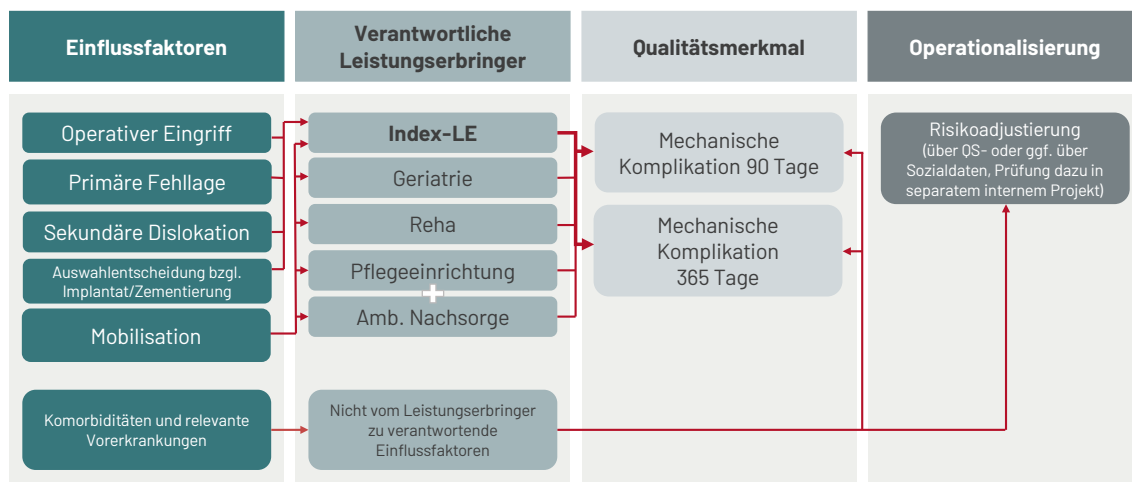 Einflussfaktoren
Verantwortliche
Leistungserbringer
Qualitätsmerkmal
Operationalisierung
Operativer Eingriff
Primäre Fehllage
Sekundäre Dislokation
Auswahlentscheidung bzgl.
Implantat/Zementierung
Mobilisation
Komorbiditäten und relevante
Vorerkrankungen
Index-LE
Geriatrie
Reha
Pflegeeinrichtung
+
Amb. Nachsorge
Nicht vom Leistungserbringer
zu verantwortende
Einflussfaktoren
Mechanische
Komplikation 90 Tage
Mechanische
Komplikation
365 Tage
Risikoadjustierung
(über QS- oder ggf. über
Sozialdaten, Prüfung dazu in
separatem internem Projekt)